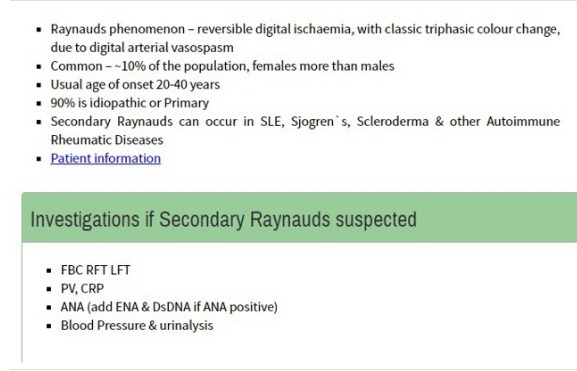 Raynauds phenomenon – reversible digital ischaemia, with classic triphasic colour change,
due to digital arterial vasospasm
Common – ~10% of the population, females more than males
Usual age of onset 20-40 years
90% is idiopathic or Primary
Secondary Raynauds can occur in SLE, Sjogren`s, Scleroderma & other Autoimmune
Rheumatic Diseases
Patient information
Investigations if Secondary Raynauds suspected
FBC RFT LFT
PV, CRP
ANA (add ENA & DsDNA if ANA positive)
Blood Pressure & urinalysis